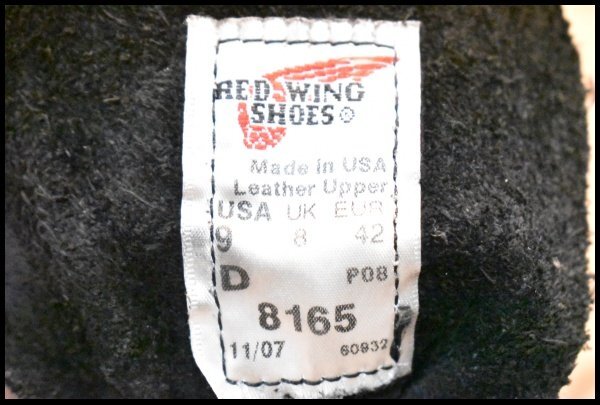 RED WING
SHOES®
Made in USA
Leather Upper
USA UK EUR
9 8 42
D P08
8165
11/07 60932